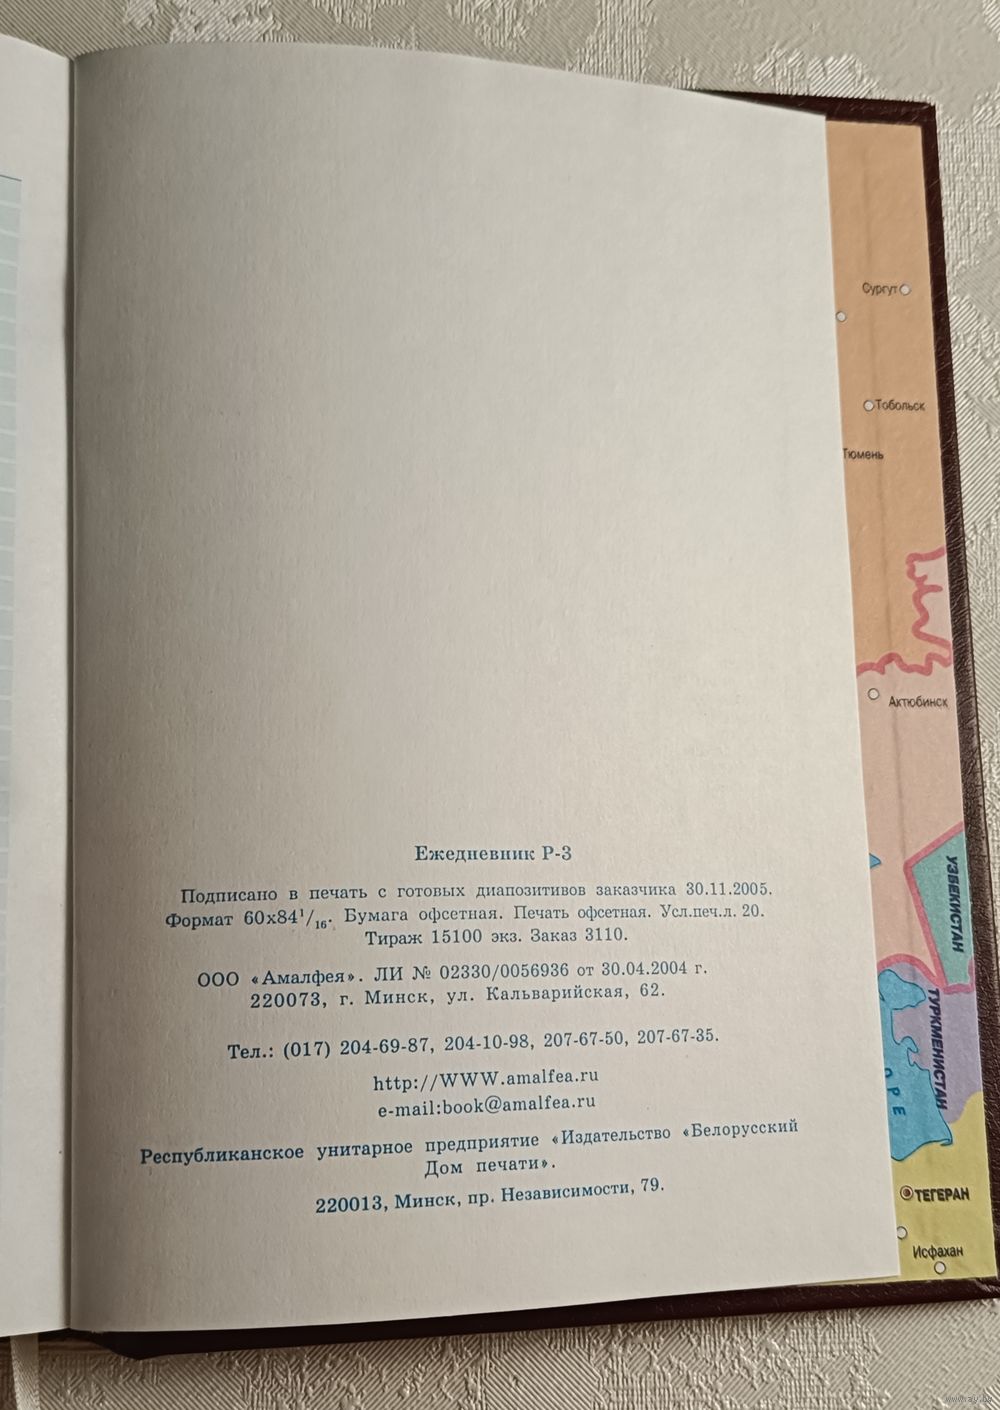 Ежедневник Р-3
Подписано в печать с готовых диапозитивов заказчика 30.11.2005.
Формат 60х84¹/₁₆. Бумага офсетная. Печать офсетная. Усл.печ.л. 20.
Тираж 15100 экз. Заказ 3110.
ООО «Амалфея». ЛИ № 02330/0056936 от 30.04.2004 г.
220073, г. Минск, ул. Кальварийская, 62.
Тел.: (017) 204-69-87, 204-10-98, 207-67-50, 207-67-35.
http://WWW.amalfea.ru
e-mail:book@amalfea.ru
Республиканское унитарное предприятие «Издательство «Белорусский
Дом печати».
220013, Минск, пр. Независимости, 79.
Сургут
Тобольск
Тюмень
Актюбинск
УЗБЕКИСТАН
ТУРКМЕНИСТАН
ОРЕ
ТЕГЕРАН
Исфахан